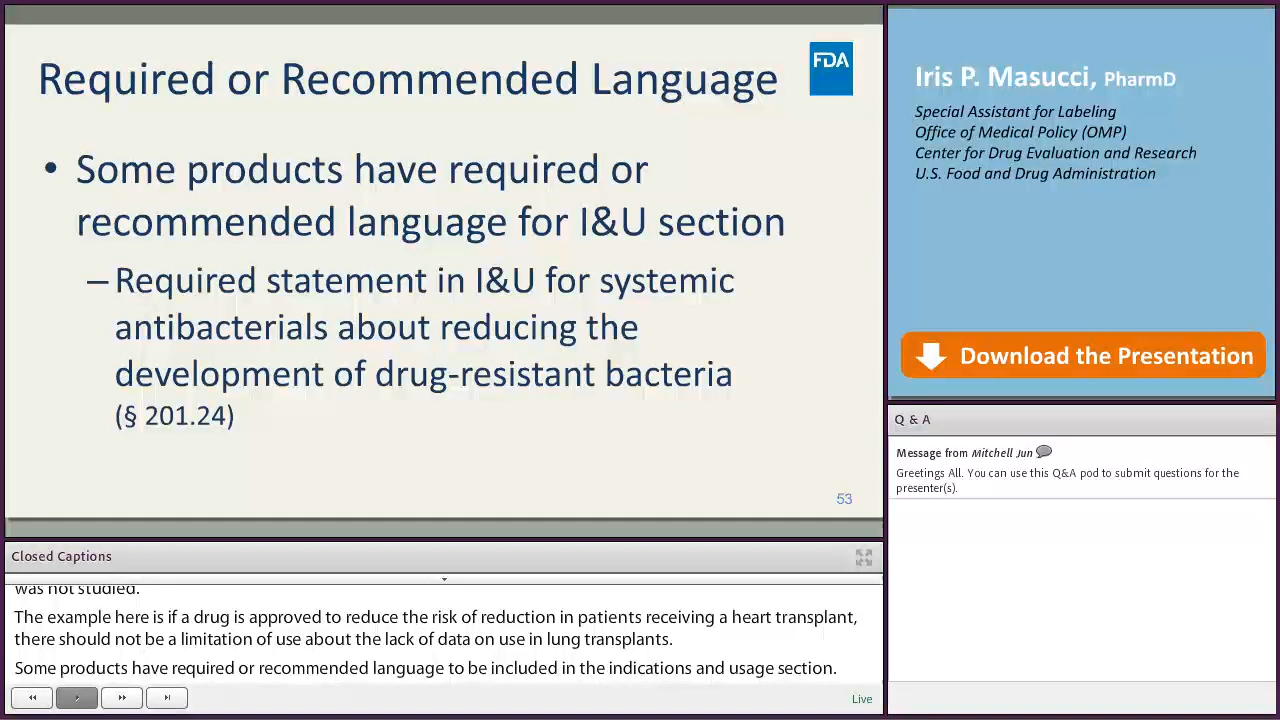 Required or Recommended Language
FDA
• Some products have required or
recommended language for I&U section
– Required statement in I&U for systemic
antibacterials about reducing the
development of drug-resistant bacteria
(§ 201.24)
53
Closed Captions
was not studied.
The example here is if a drug is approved to reduce the risk of reduction in patients receiving a heart transplant,
there should not be a limitation of use about the lack of data on use in lung transplants.
Some products have required or recommended language to be included in the indications and usage section.
Live
Iris P. Masucci, PharmD
Special Assistant for Labeling
Office of Medical Policy (OMP)
Center for Drug Evaluation and Research
U.S. Food and Drug Administration
Download the Presentation
Q & A
Message from Mitchell Jun
Greetings All. You can use this Q&A pod to submit questions for the
presenter(s).